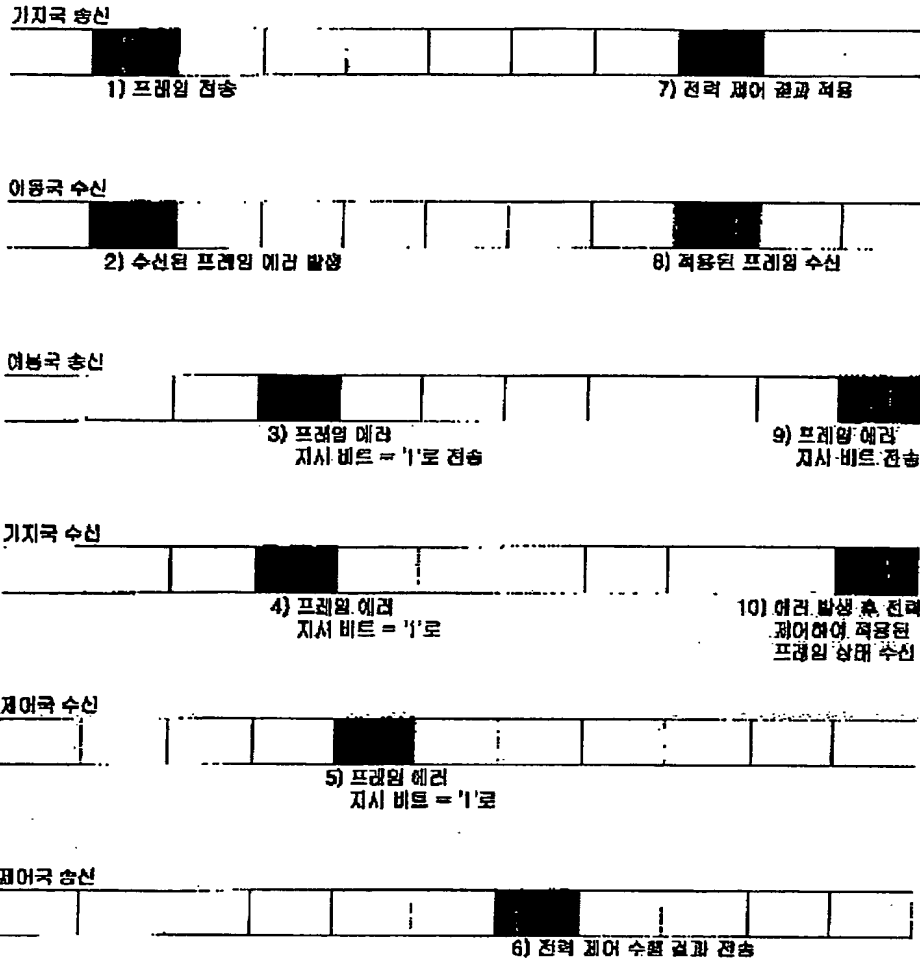 기지국 송신
1) 프레임 전송
7) 전력 제어 결과 적용
이동국 수신
2) 수신된 프레임 에러 발생
8) 적용된 프레임 수신
이동국 송신
3) 프레임 에러
지시 비트 = '1'로 전송
9) 프레임 에러
지시 비트 전송
기지국 수신
4) 프레임 에러
지시 비트 = '1'로
10) 에러 발생 후 전력
제어하여 적용된
프레임 상태 수신
제어국 수신
5) 프레임 에러
지시 비트 = '1'로
제어국 송신
6) 전력 제어 수행 결과 전송